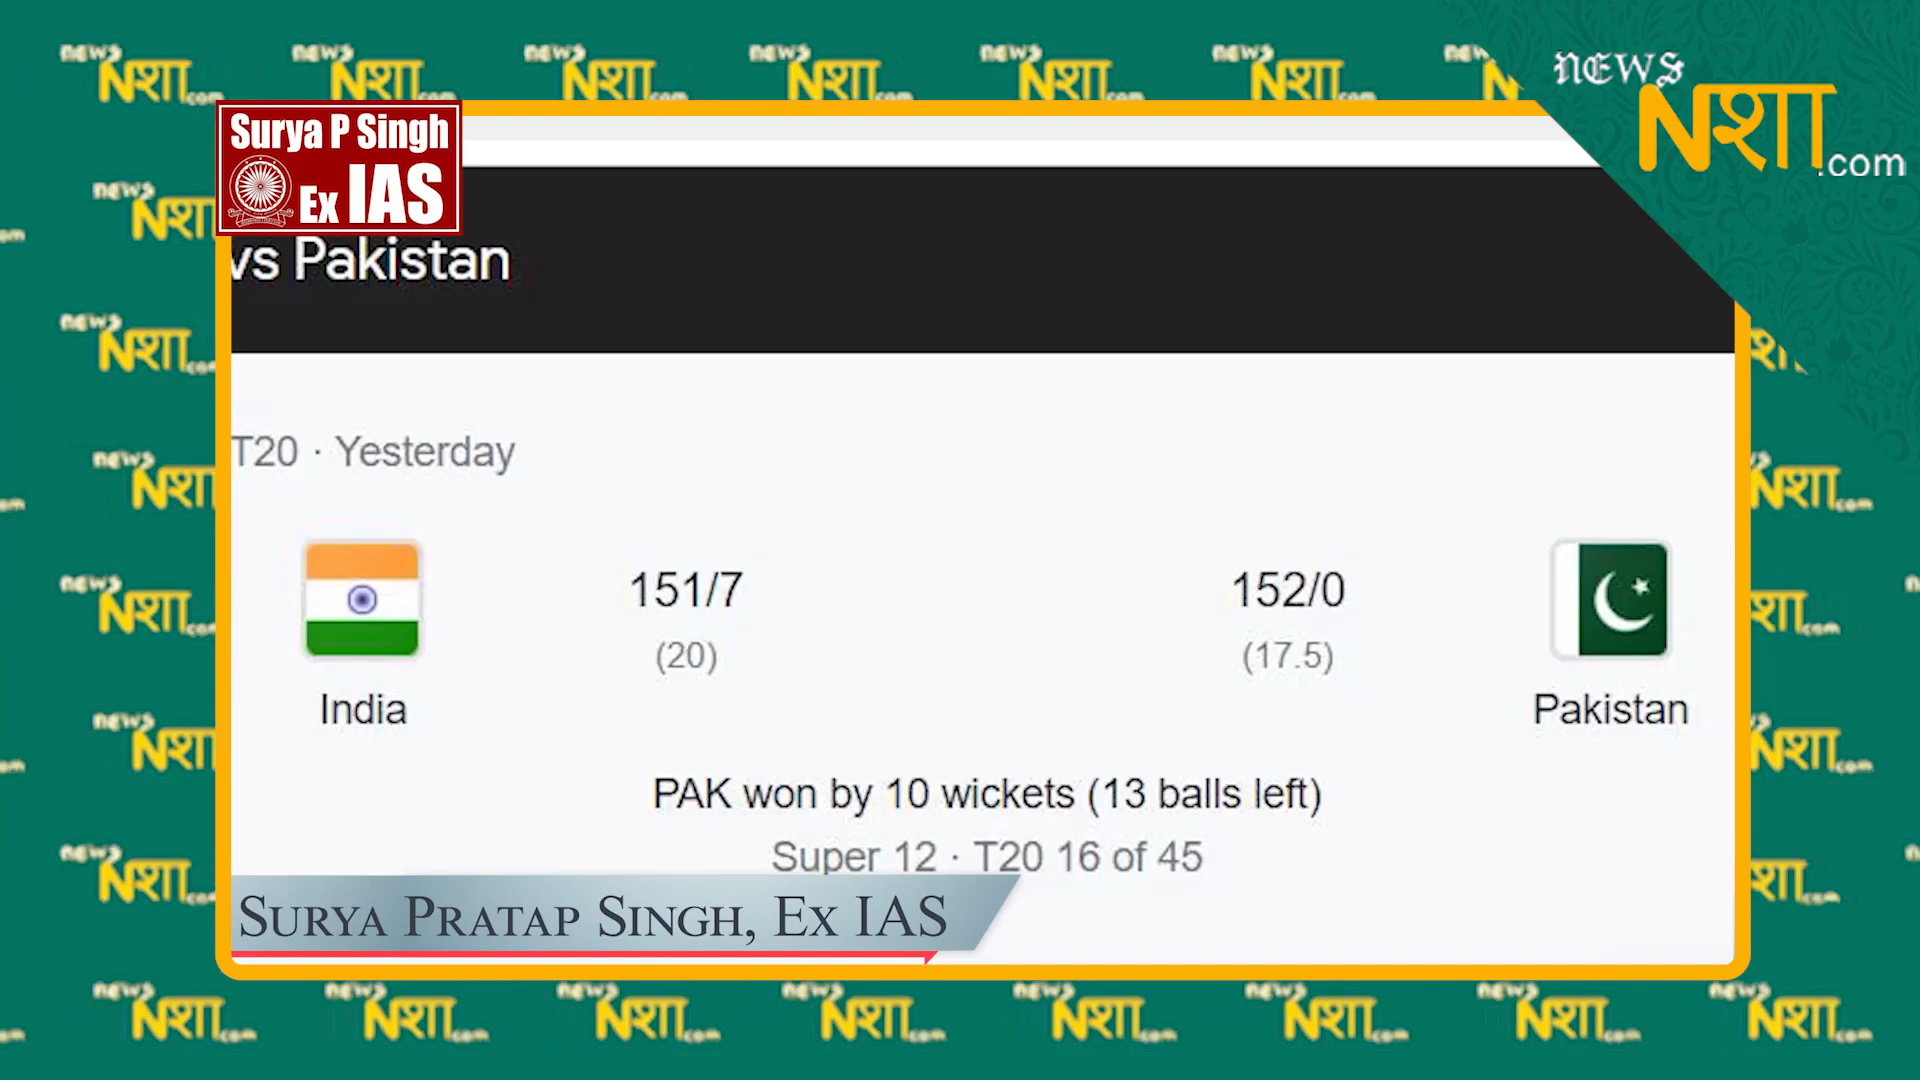 NEWS
Nशा.com
Surya P Singh
Ex IAS
vs Pakistan
T20 · Yesterday
151/7
152/0
(20)
(17.5)
India
Pakistan
PAK won by 10 wickets (13 balls left)
Super 12 · T20 16 of 45
Surya Pratap Singh, Ex IAS